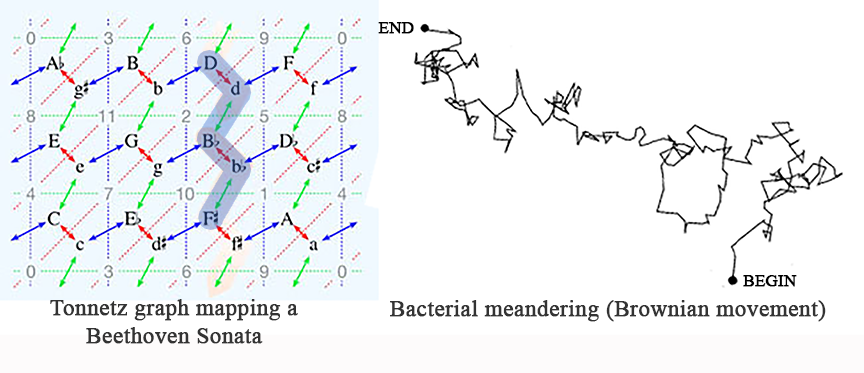 0 3 6 9 0
A♭ B D F
g♯ b d f
8 11 2 5 8
E G B♭ D♭
e g b♭ c♯
4 7 10 1 4
C E♭ F♯ A
c d♯ f♯ a
0 3 6 9 0
END
BEGIN
Tonnetz graph mapping a
Beethoven Sonata
Bacterial meandering (Brownian movement)